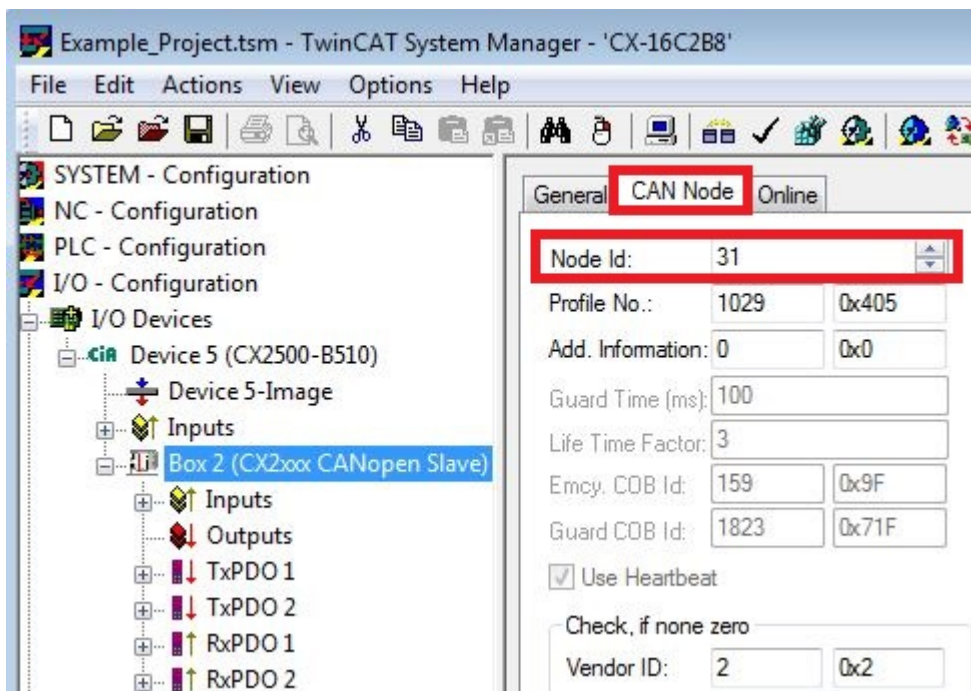 Example_Project.tsm - TwinCAT System Manager - 'CX-16C2B8'
File Edit Actions View Options Help
SYSTEM - Configuration
NC - Configuration
PLC - Configuration
I/O - Configuration
I/O Devices
CiA Device 5 (CX2500-B510)
Device 5-Image
Inputs
Box 2 (CX2xxx CANopen Slave)
Inputs
Outputs
TxPDO 1
TxPDO 2
RxPDO 1
RxPDO 2
General CAN Node Online
Node Id: 31
Profile No.: 1029 0x405
Add. Information: 0 0x0
Guard Time (ms): 100
Life Time Factor: 3
Emcy. COB Id: 159 0x9F
Guard COB Id: 1823 0x71F
Use Heartbeat
Check, if none zero
Vendor ID: 2 0x2